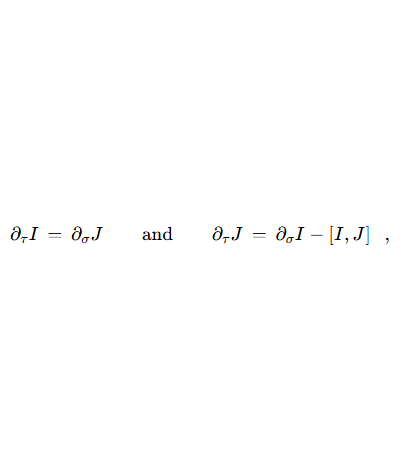 ∂τI = ∂σJ and ∂τJ = ∂σI − [I, J] ,